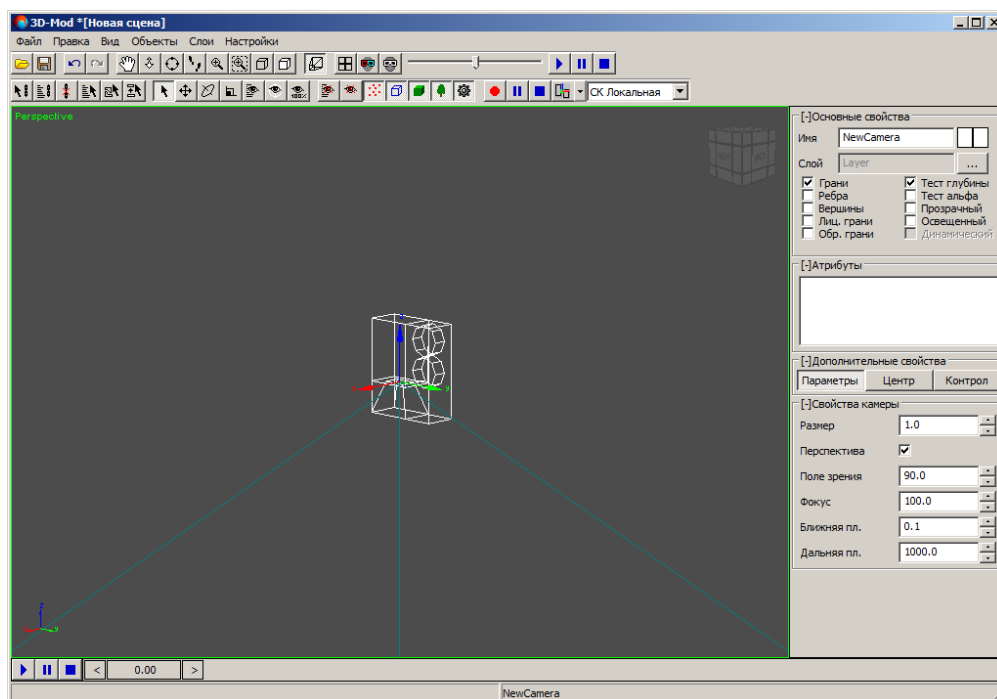 3D-Mod *[Новая сцена]
Файл Правка Вид Объекты Слои Настройки
СК Локальная
Perspective
[-]Основные свойства
Имя NewCamera
Слой Layer ...
Грани Тест глубины
Ребра Тест альфа
Вершины Прозрачный
Лиц. грани Освещенный
Обр. грани Динамический
[-]Атрибуты
z
y
[-]Дополнительные свойства
Параметры Центр Контрол
[-]Свойства камеры
Размер 1.0
Перспектива
Поле зрения 90.0
Фокус 100.0
Ближняя пл. 0.1
Дальняя пл. 1000.0
z
y
< 0.00 >
NewCamera